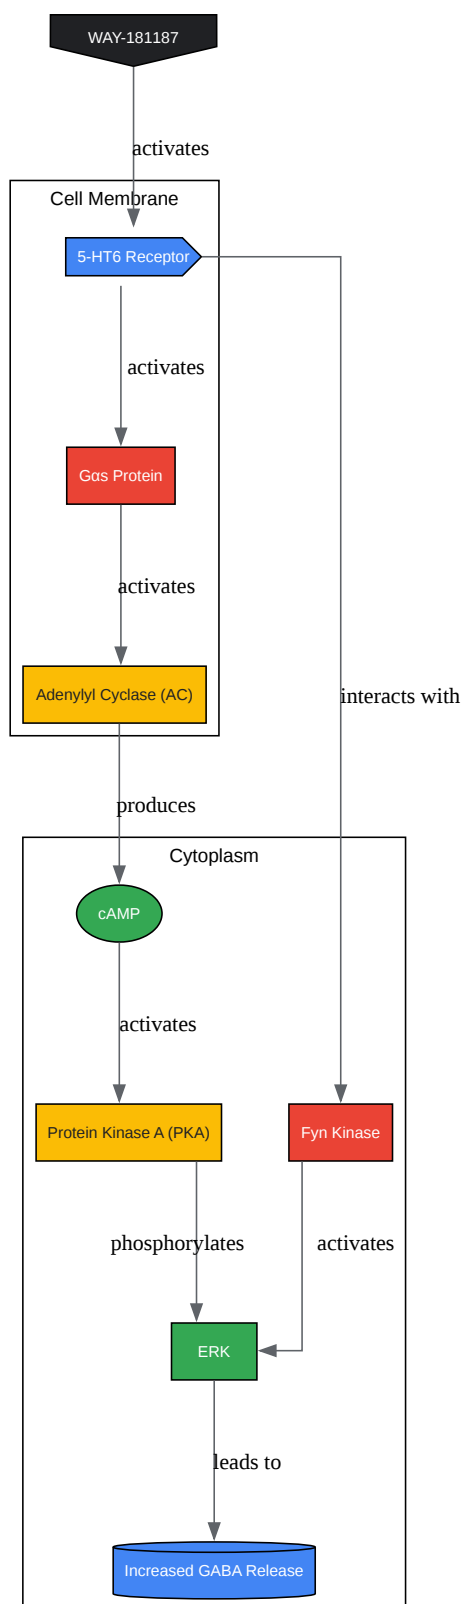 WAY-181187
activates
Cell Membrane
5-HT6 Receptor
activates
Gαs Protein
activates
Adenylyl Cyclase (AC)
interacts with
produces
Cytoplasm
cAMP
activates
Protein Kinase A (PKA)
Fyn Kinase
phosphorylates
activates
ERK
leads to
Increased GABA Release